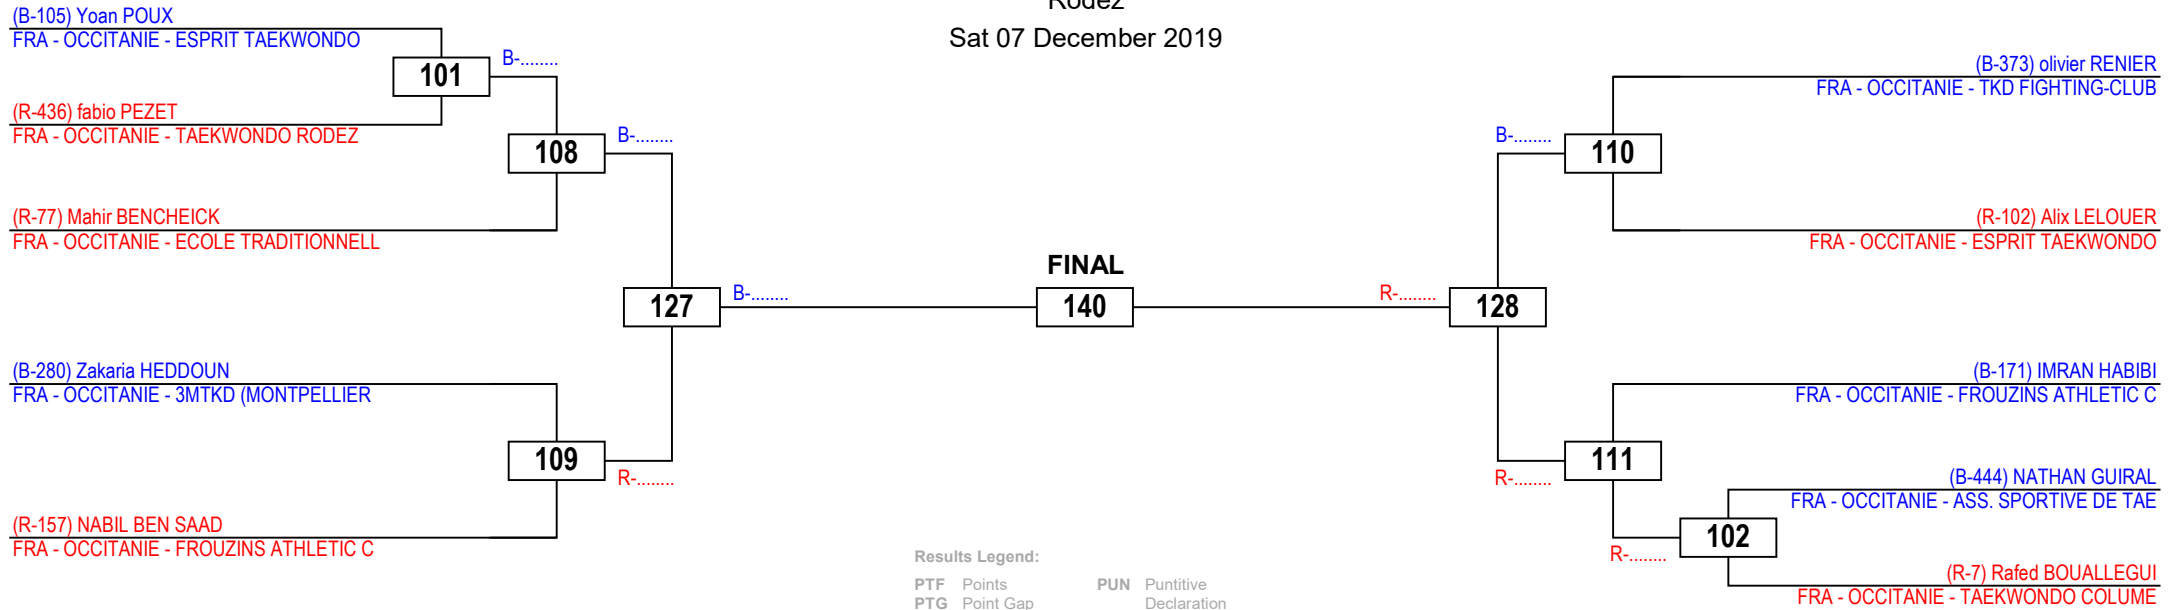 Rodez
Sat 07 December 2019
(B-105) Yoan POUX
FRA - OCCITANIE - ESPRIT TAEKWONDO
101
B-........
(R-436) fabio PEZET
FRA - OCCITANIE - TAEKWONDO RODEZ
108
B-........
(R-77) Mahir BENCHEICK
FRA - OCCITANIE - ECOLE TRADITIONNELL
127
B-........
(B-280) Zakaria HEDDOUN
FRA - OCCITANIE - 3MTKD (MONTPELLIER
109
R-........
(R-157) NABIL BEN SAAD
FRA - OCCITANIE - FROUZINS ATHLETIC C
FINAL
140
(B-373) olivier RENIER
FRA - OCCITANIE - TKD FIGHTING-CLUB
B-........
110
(R-102) Alix LELOUER
FRA - OCCITANIE - ESPRIT TAEKWONDO
R-........
128
(B-171) IMRAN HABIBI
FRA - OCCITANIE - FROUZINS ATHLETIC C
R-........
111
(B-444) NATHAN GUIRAL
FRA - OCCITANIE - ASS. SPORTIVE DE TAE
102
R-........
(R-7) Rafed BOUALLEGUI
FRA - OCCITANIE - TAEKWONDO COLUME
Results Legend:
PTF Points PUN Puntitive
PTG Point Gap Declaration